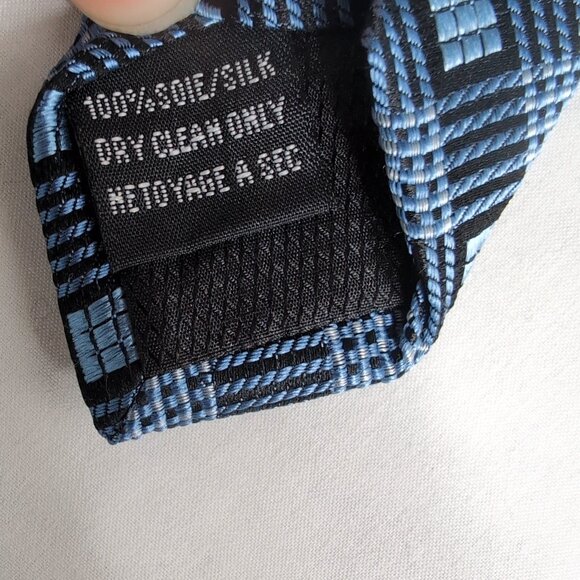 100%SOIE/SILK
DRY CLEAN ONLY
NETOYAGE A SEC